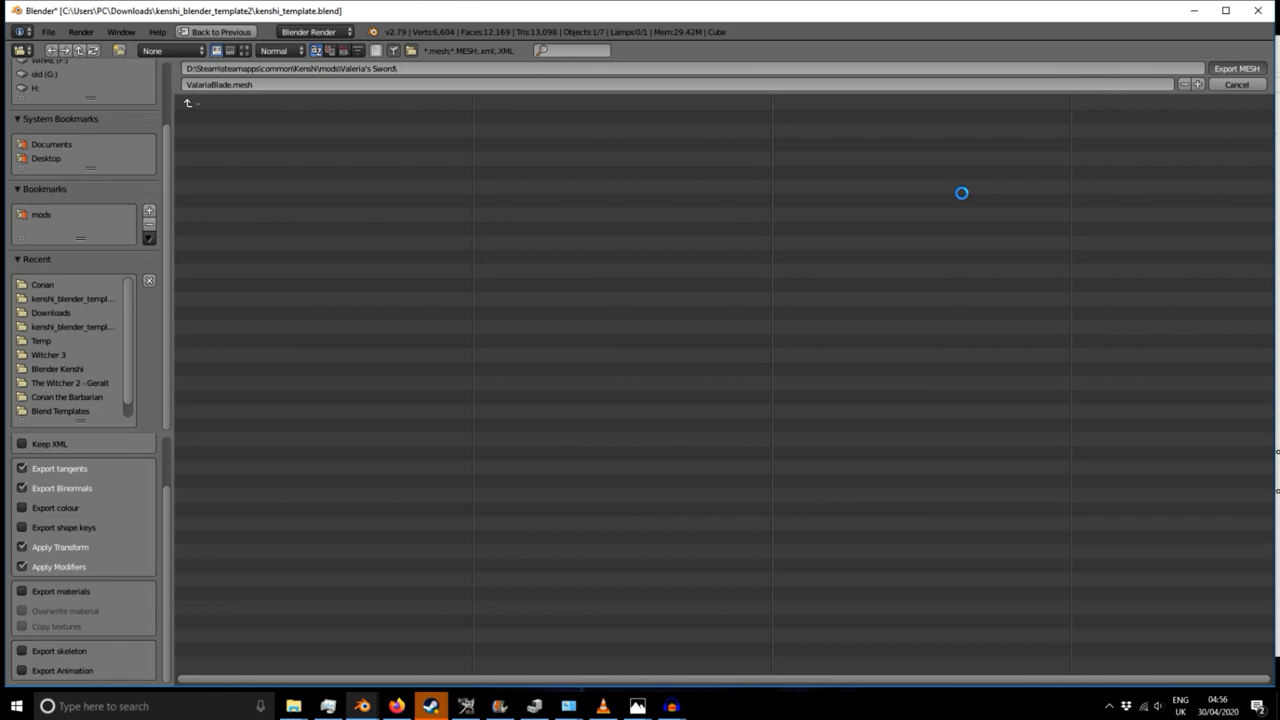 Blender* [C:\Users\PC\Downloads\kenshi_blender_template2\kenshi_template.blend]
File Render Window Help Back to Previous Blender Render v2.79 | Verts:6,604 | Faces:12,169 | Tris:13,098 | Objects:1/7 | Lamps:0/1 | Mem:29.42M | Cube
None Normal *.mesh;*.MESH;.xml;.XML
D:\Steam\steamapps\common\Kenshi\mods\Valeria's Sword\ Export MESH
ValariaBlade.mesh Cancel
..
old (G:)
H:
System Bookmarks
Documents
Desktop
Bookmarks
mods
Recent
Conan
kenshi_blender_templ...
Downloads
kenshi_blender_templ...
Temp
Witcher 3
Blender Kenshi
The Witcher 2 - Geralt
Conan the Barbarian
Blend Templates
Keep XML
Export tangents
Export Binormals
Export colour
Export shape keys
Apply Transform
Apply Modifiers
Export materials
Overwrite material
Copy textures
Export skeleton
Export Animation
Type here to search
ENG 04:56
UK 30/04/2020 2